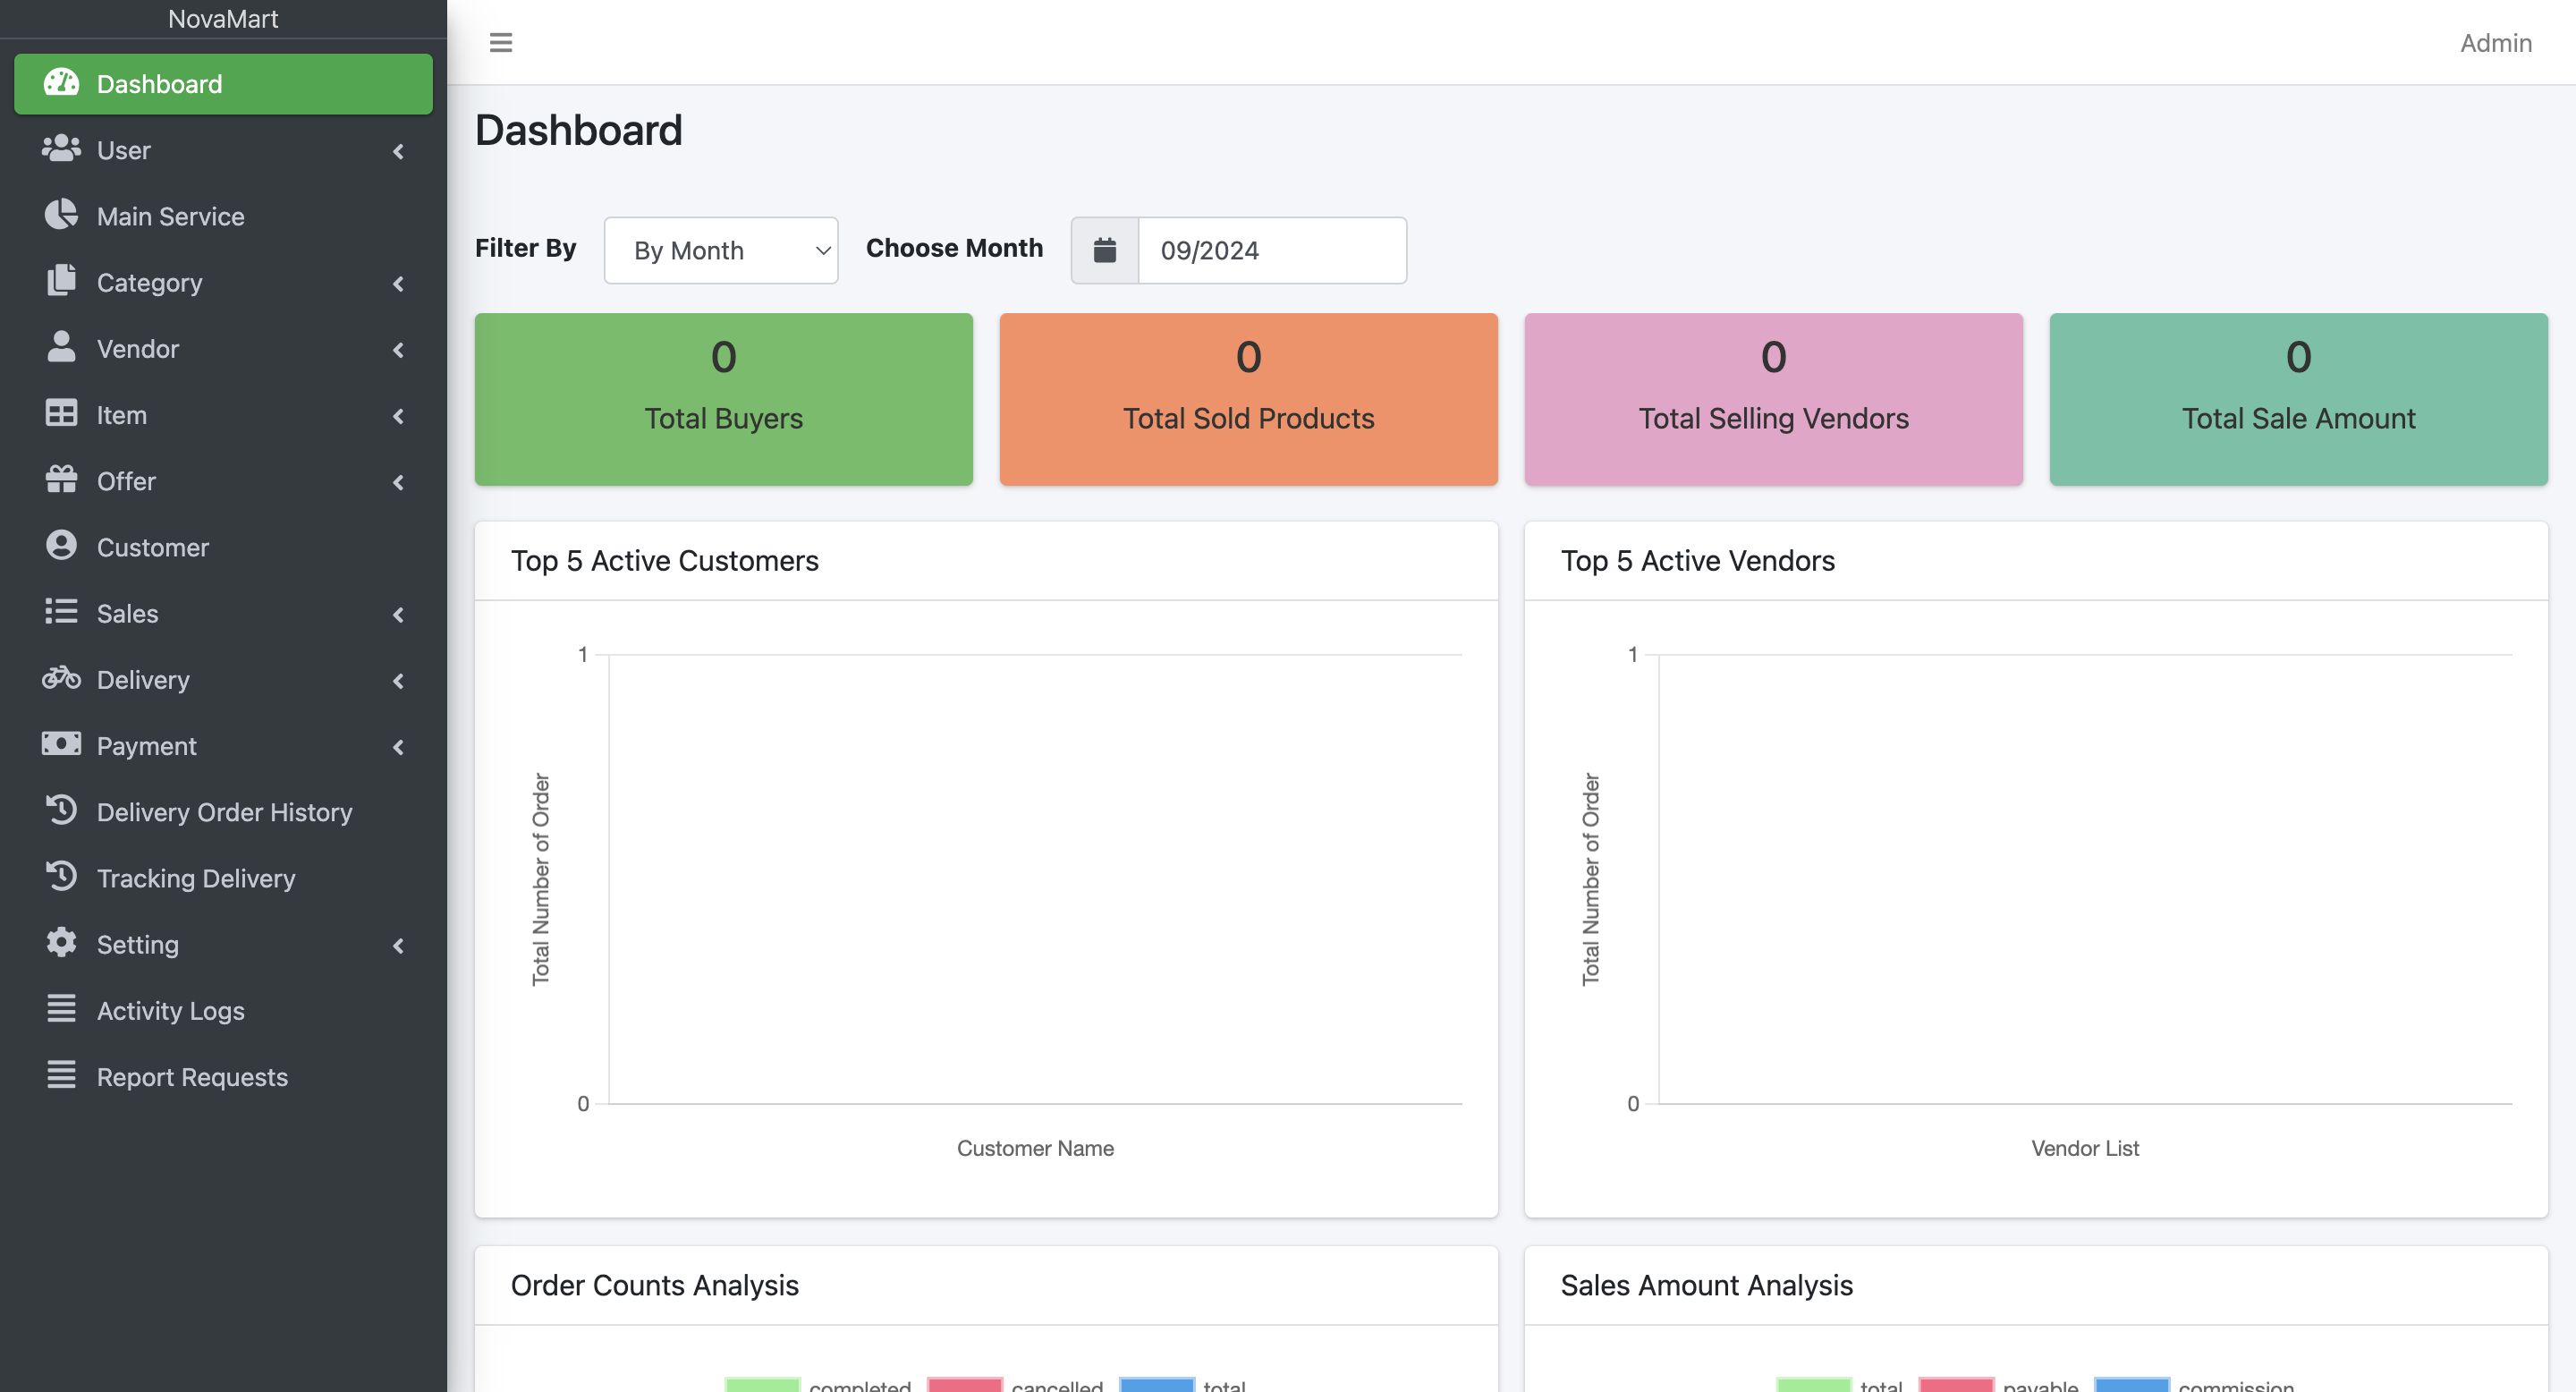 NovaMart
Dashboard
User
Main Service
Category
Vendor
Item
Offer
Customer
Sales
Delivery
Payment
Delivery Order History
Tracking Delivery
Setting
Activity Logs
Report Requests
Admin
Dashboard
Filter By
By Month
Choose Month
09/2024
0
Total Buyers
0
Total Sold Products
0
Total Selling Vendors
0
Total Sale Amount
Top 5 Active Customers
1
Total Number of Order
0
Customer Name
Top 5 Active Vendors
1
Total Number of Order
0
Vendor List
Order Counts Analysis
completed cancelled total
Sales Amount Analysis
total payable commission